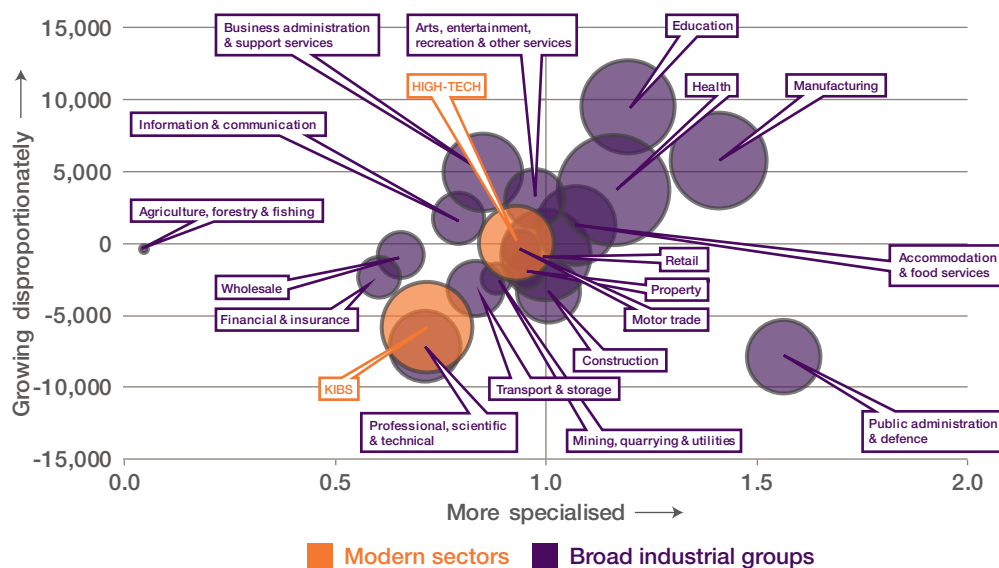 15,000
10,000
5,000
0
-5,000
-10,000
-15,000
Growing disproportionately
Business administration
& support services
Arts, entertainment,
recreation & other services
Education
HIGH-TECH
Health
Manufacturing
Information & communication
Agriculture, forestry & fishing
Wholesale
Financial & insurance
Retail
Property
Motor trade
Accommodation
& food services
Construction
KIBS
Transport & storage
Professional, scientific
& technical
Mining, quarrying & utilities
Public administration
& defence
0.0
0.5
1.0
1.5
2.0
More specialised
Modern sectors
Broad industrial groups